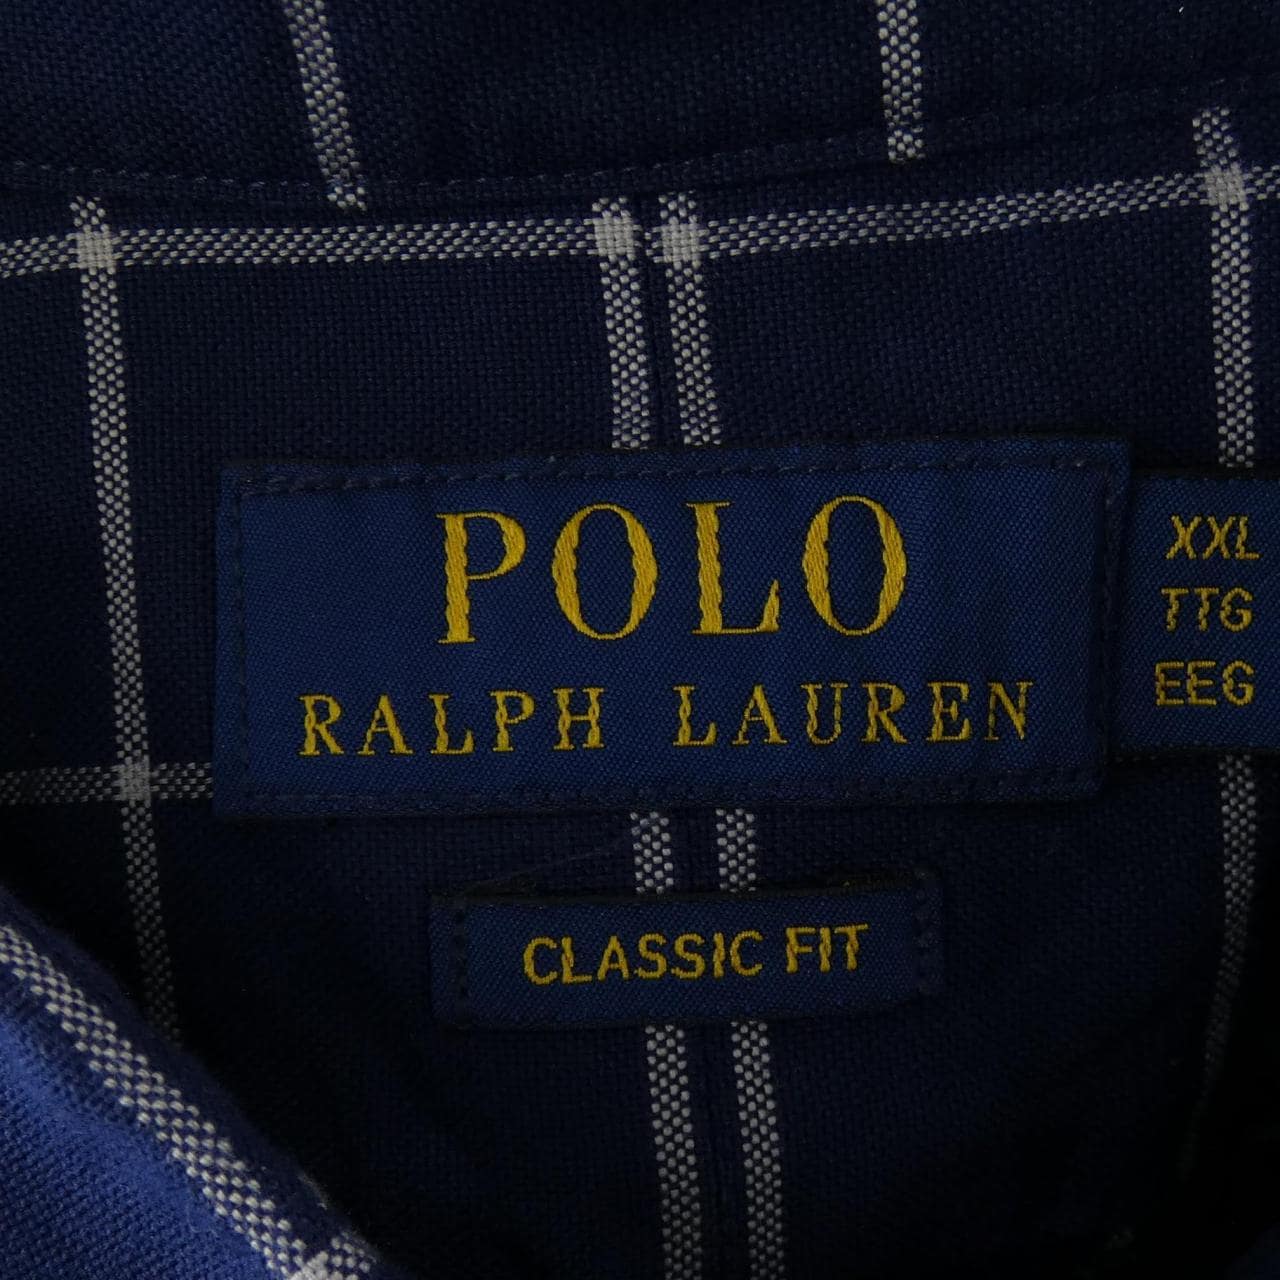 POLO
RALPH LAUREN
XXL
TTG
EEG
CLASSIC FIT